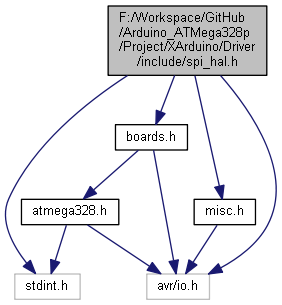 F:/Workspace/GitHub
/Arduino_ATMega328p
/Project/XArduino/Driver
/include/spi_hal.h
boards.h
atmega328.h
misc.h
stdint.h
avr/io.h